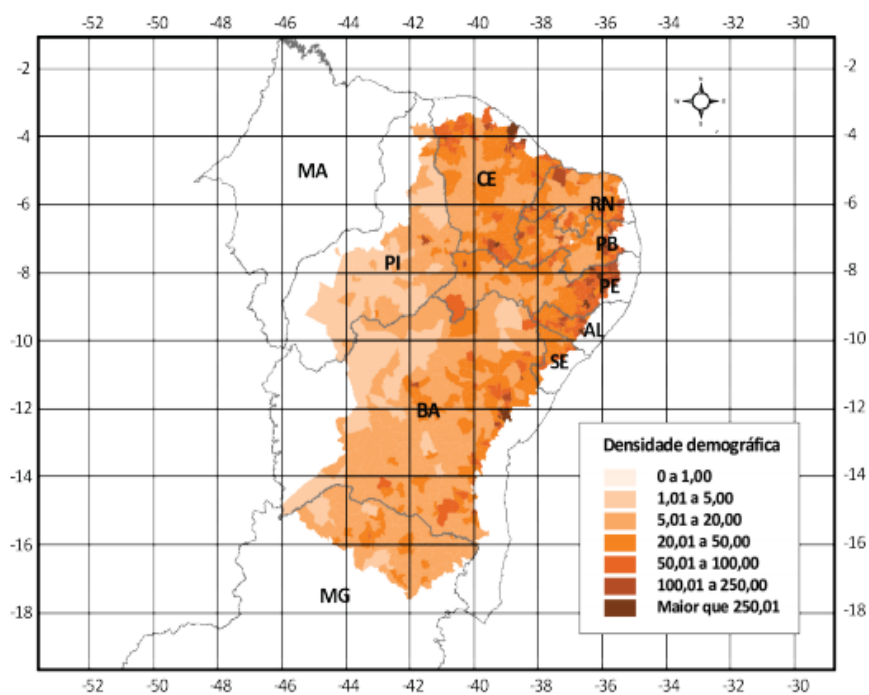 -52 -50 -48 -46 -44 -42 -40 -38 -36 -34 -32 -30
-2 -2
-4 -4
MA
CE
-6 RN -6
PB
PI
-8 -8
PE
-10 AL -10
SE
-12 BA -12
Densidade demográfica
-14 0 a 1,00 -14
1,01 a 5,00
5,01 a 20,00
-16 20,01 a 50,00 -16
50,01 a 100,00
100,01 a 250,00
MG
-18 Maior que 250,01 -18
-52 -50 -48 -46 -44 -42 -40 -38 -36 -34 -32 -30